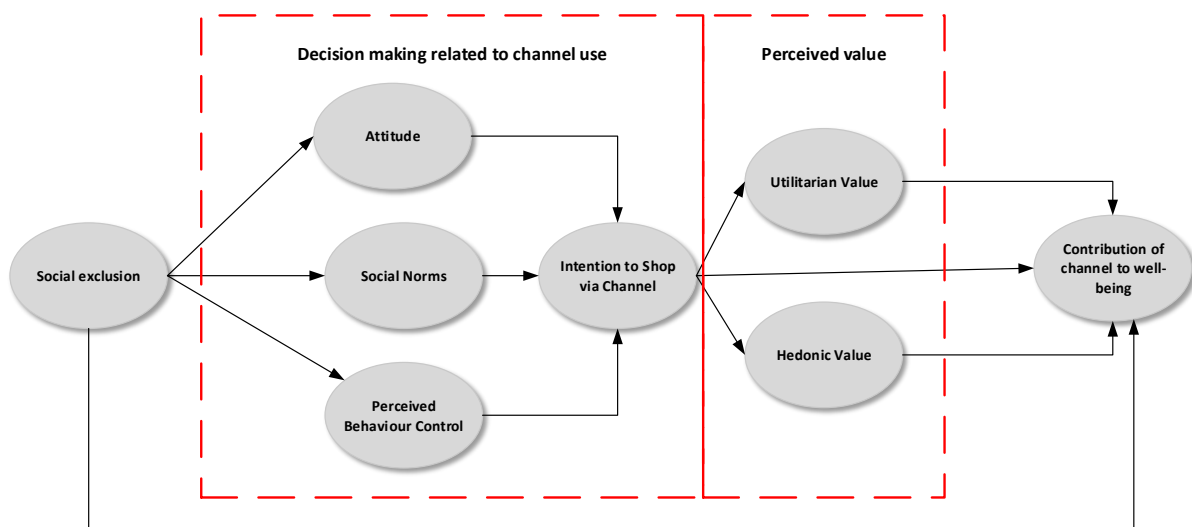 Decision making related to channel use
Perceived value
Attitude
Utilitarian Value
Social exclusion
Social Norms
Intention to Shop
via Channel
Contribution of
channel to well-
being
Hedonic Value
Perceived
Behaviour Control